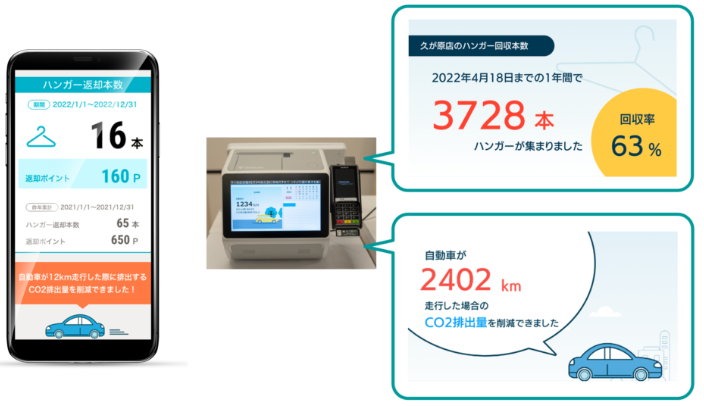 ハンガー返却本数
期間 2022/1/1~2022/12/31
16 本
返却ポイント 160 P
前年累計 2021/1/1~2021/12/31
ハンガー返却本数 65 本
返却ポイント 650 P
自動車が12km走行した際に排出する
CO2排出量を削減できました！
1234
久が原店のハンガー回収本数
2022年4月18日までの1年間で
3728 本
ハンガーが集まりました
回収率
63 %
自動車が
2402 km
走行した場合の
CO2排出量を削減できました